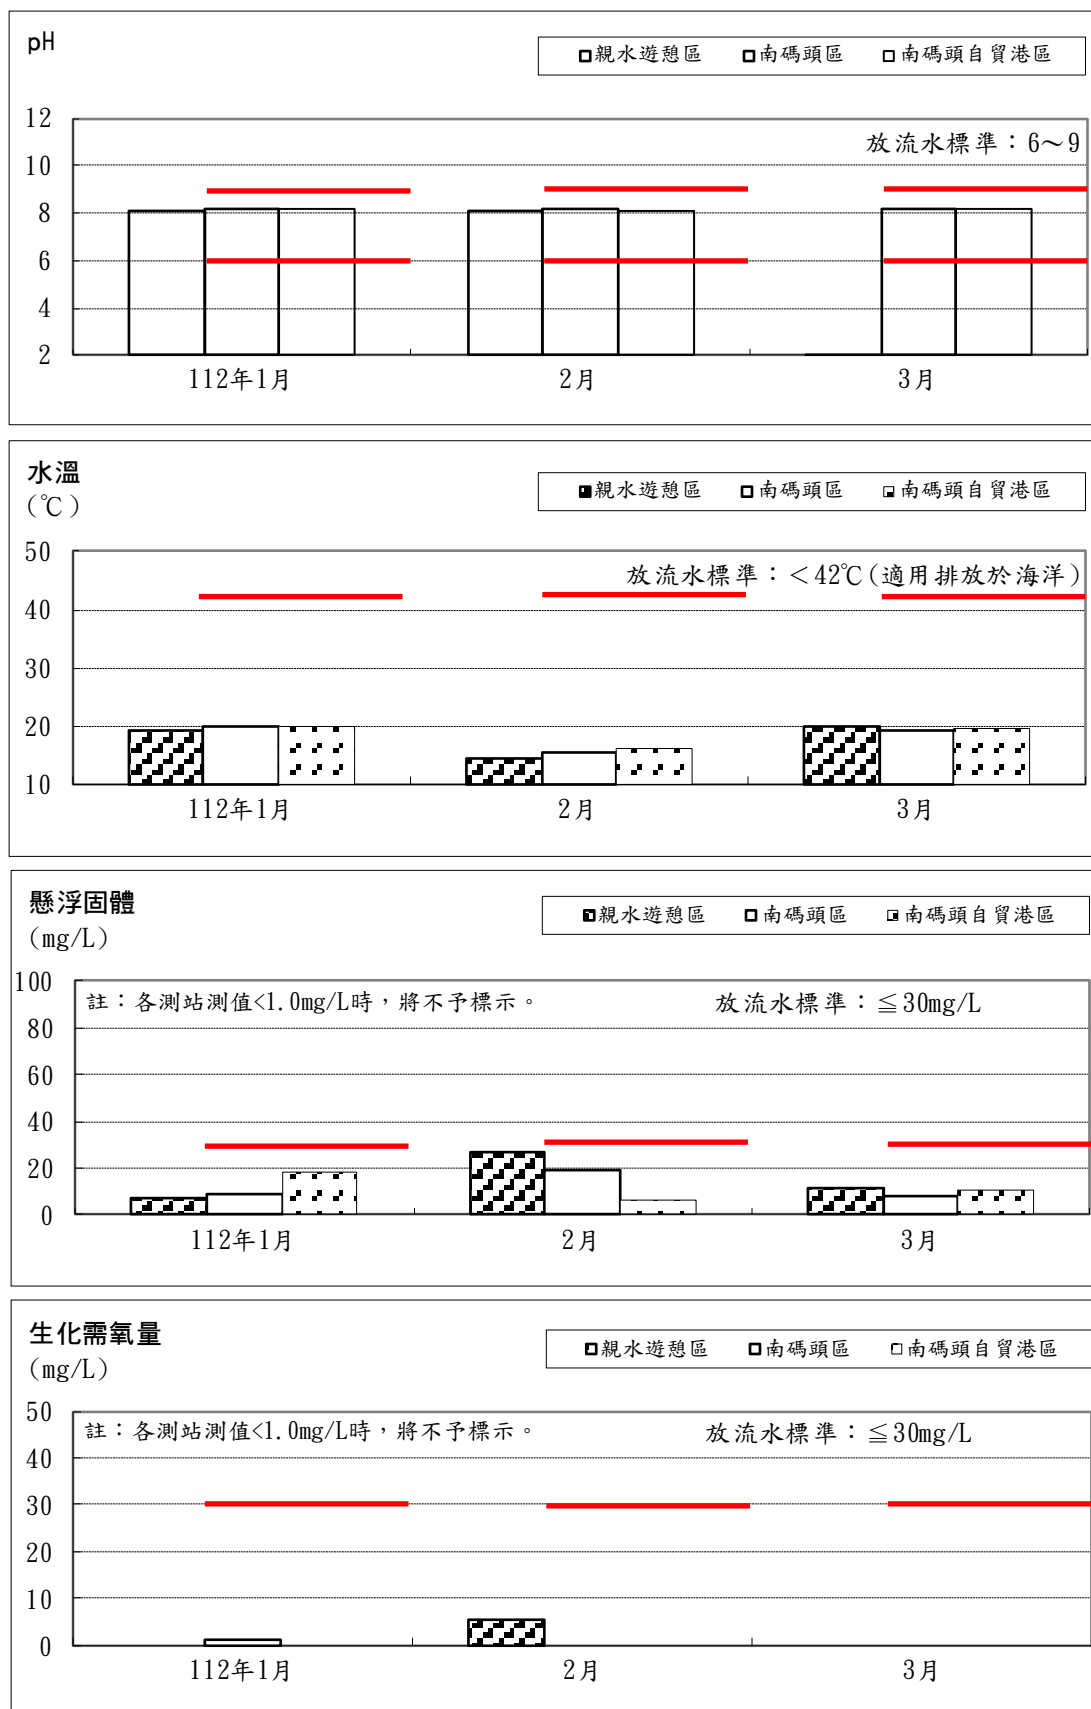 pH
親水遊憩區 南碼頭區 南碼頭自貿港區
放流水標準：6～9
12
10
8
6
4
2
112年1月 2月 3月
水溫
(℃)
親水遊憩區 南碼頭區 南碼頭自貿港區
放流水標準：＜42℃(適用排放於海洋)
50
40
30
20
10
112年1月 2月 3月
懸浮固體
(mg/L)
親水遊憩區 南碼頭區 南碼頭自貿港區
註：各測站測值<1.0mg/L時，將不予標示。 放流水標準：≦30mg/L
100
80
60
40
20
0
112年1月 2月 3月
生化需氧量
(mg/L)
親水遊憩區 南碼頭區 南碼頭自貿港區
註：各測站測值<1.0mg/L時，將不予標示。 放流水標準：≦30mg/L
50
40
30
20
10
0
112年1月 2月 3月